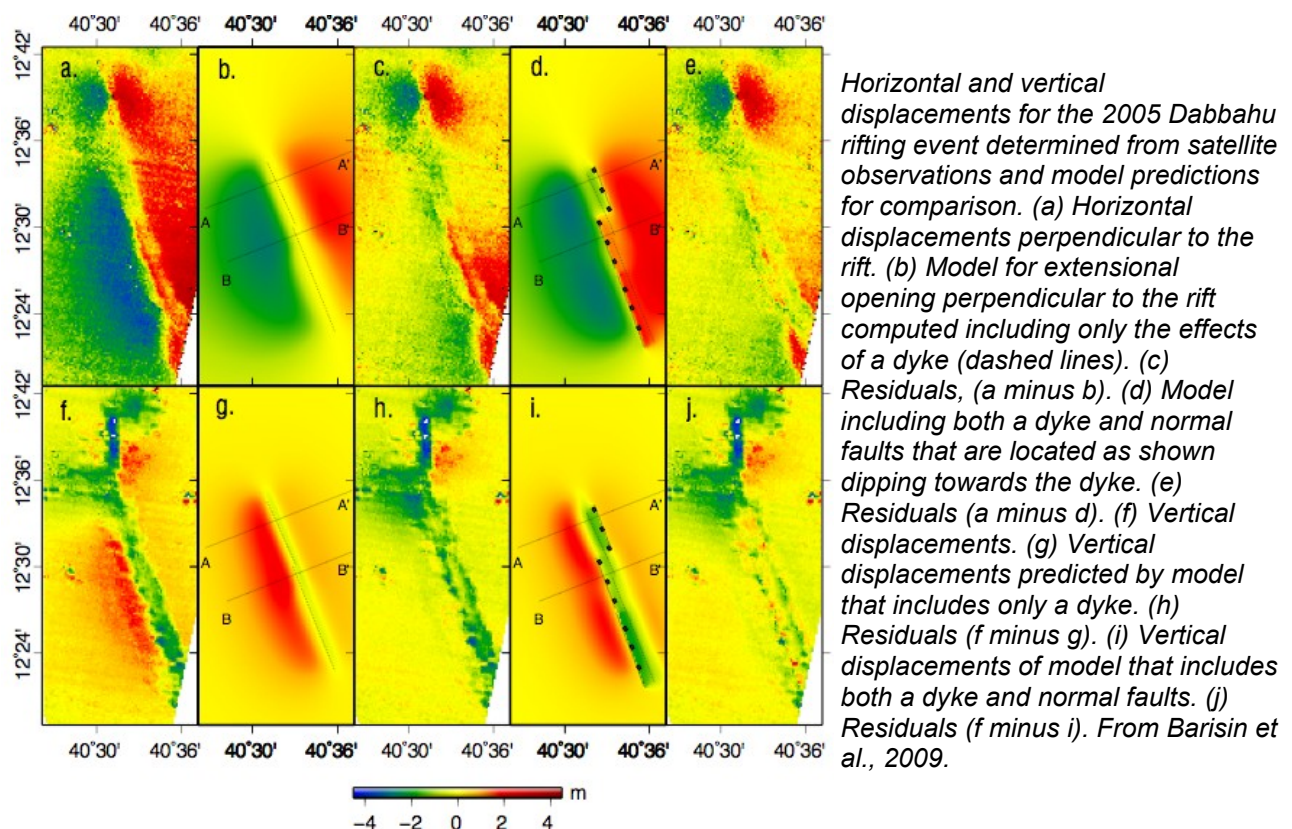 40˚30' 40˚36' 40˚30' 40˚36' 40˚30' 40˚36' 40˚30' 40˚36' 40˚30' 40˚36'
12˚42'
12˚36'
12˚30'
12˚24'
a. b. c. d. e.
A A' B B'
A A' B B'
12˚42'
12˚36'
12˚30'
12˚24'
f. g. h. i. j.
A A' B B'
A A' B B'
40˚30' 40˚36' 40˚30' 40˚36' 40˚30' 40˚36' 40˚30' 40˚36' 40˚30' 40˚36'
m
−4 −2 0 2 4
Horizontal and vertical
displacements for the 2005 Dabbahu
rifting event determined from satellite
observations and model predictions
for comparison. (a) Horizontal
displacements perpendicular to the
rift. (b) Model for extensional
opening perpendicular to the rift
computed including only the effects
of a dyke (dashed lines). (c)
Residuals, (a minus b). (d) Model
including both a dyke and normal
faults that are located as shown
dipping towards the dyke. (e)
Residuals (a minus d). (f) Vertical
displacements. (g) Vertical
displacements predicted by model
that includes only a dyke. (h)
Residuals (f minus g). (i) Vertical
displacements of model that includes
both a dyke and normal faults. (j)
Residuals (f minus i). From Barisin et
al., 2009.